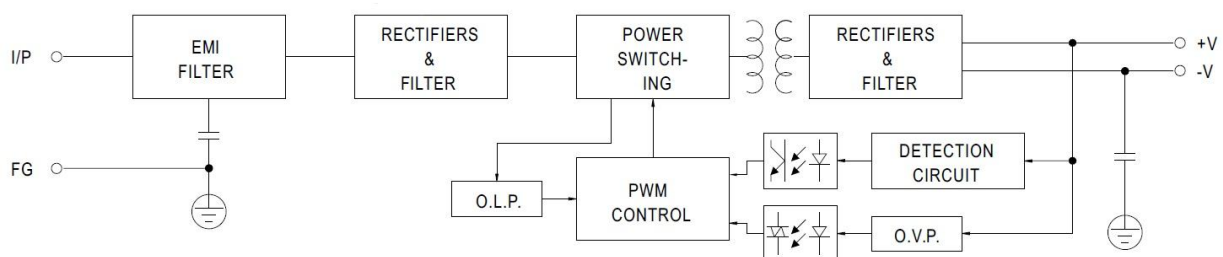 I/P
EMI
FILTER
RECTIFIERS
&
FILTER
POWER
SWITCH-
ING
RECTIFIERS
&
FILTER
+V
-V
FG
O.L.P.
PWM
CONTROL
DETECTION
CIRCUIT
O.V.P.